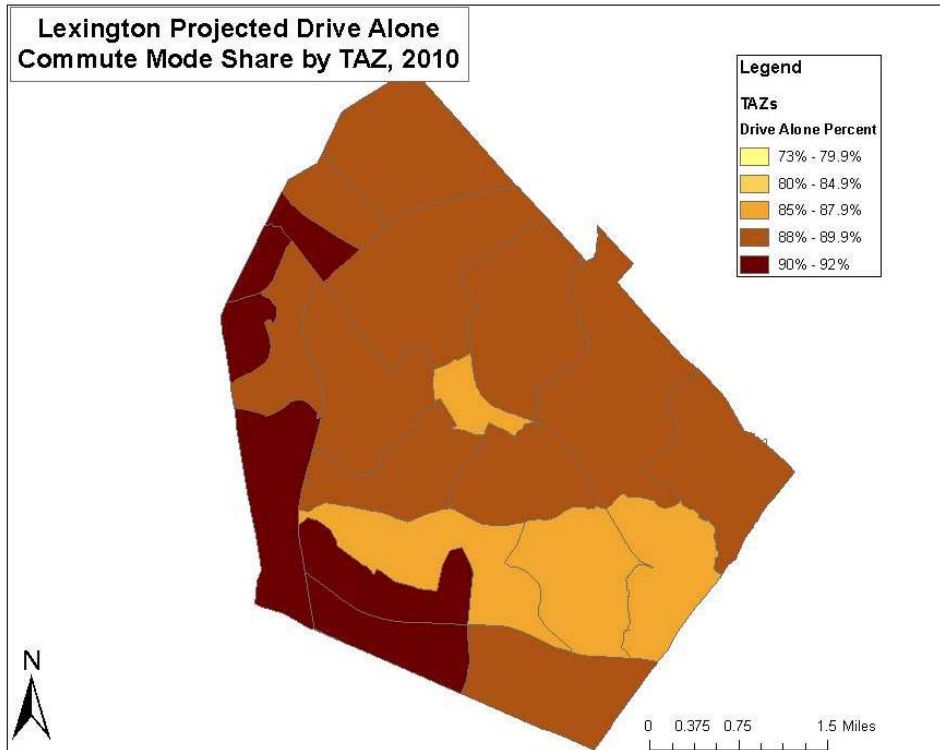 Lexington Projected Drive Alone
Commute Mode Share by TAZ, 2010
Legend
TAZs
Drive Alone Percent
73% - 79.9%
80% - 84.9%
85% - 87.9%
88% - 89.9%
90% - 92%
N
0 0.375 0.75 1.5 Miles